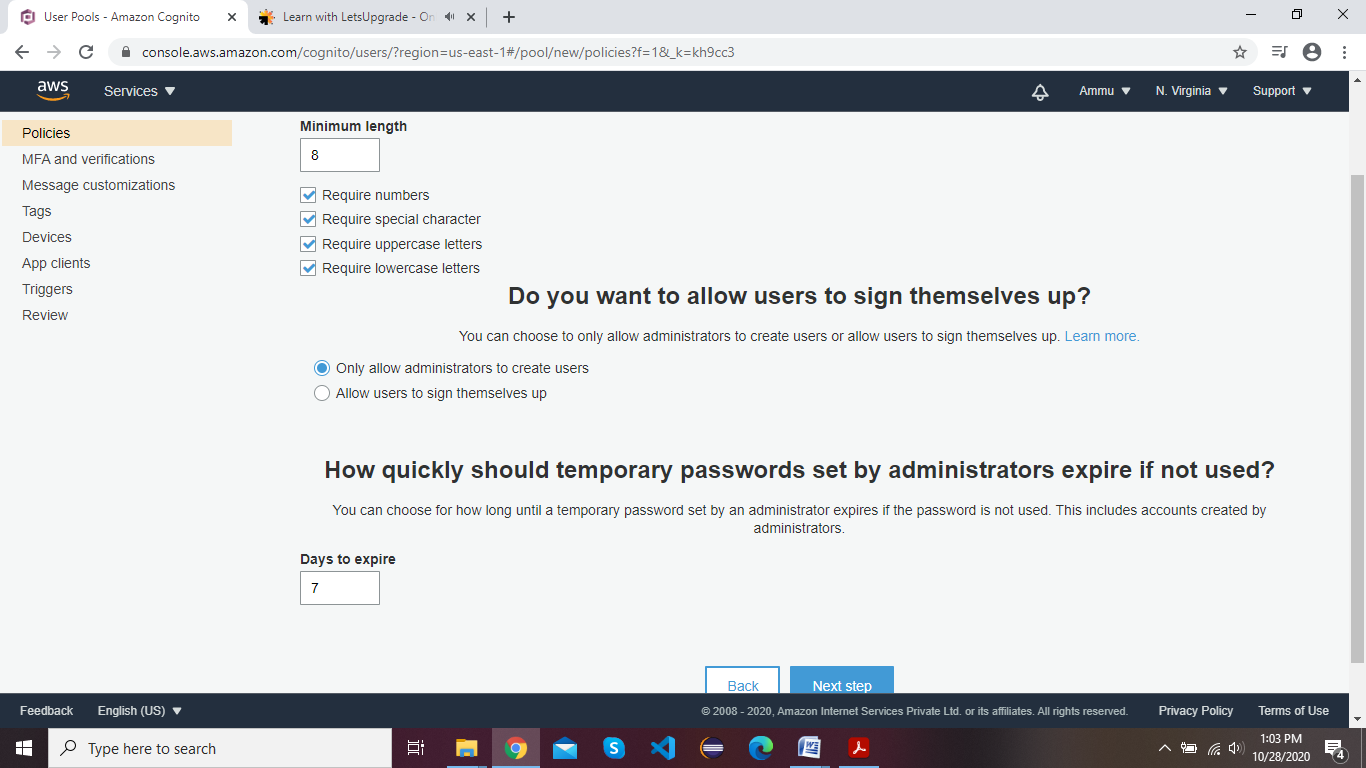 User Pools - Amazon Cognito
Learn with LetsUpgrade - On
console.aws.amazon.com/cognito/users/?region=us-east-1#/pool/new/policies?f=1&_k=kh9cc3
aws
Services
Ammu
N. Virginia
Support
Policies
MFA and verifications
Message customizations
Tags
Devices
App clients
Triggers
Review
Minimum length
8
Require numbers
Require special character
Require uppercase letters
Require lowercase letters
Do you want to allow users to sign themselves up?
You can choose to only allow administrators to create users or allow users to sign themselves up. Learn more.
Only allow administrators to create users
Allow users to sign themselves up
How quickly should temporary passwords set by administrators expire if not used?
You can choose for how long until a temporary password set by an administrator expires if the password is not used. This includes accounts created by
administrators.
Days to expire
7
Back
Next step
Feedback
English (US)
© 2008 - 2020, Amazon Internet Services Private Ltd. or its affiliates. All rights reserved.
Privacy Policy
Terms of Use
Type here to search
1:03 PM
10/28/2020
4